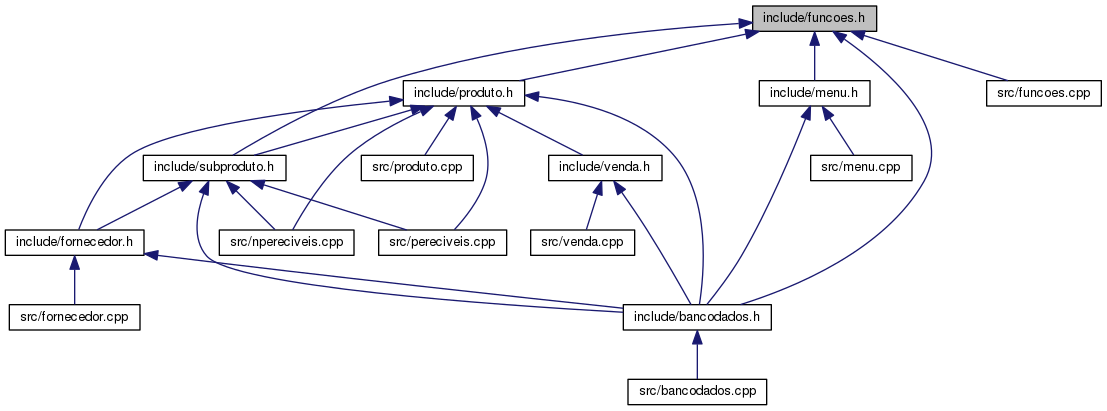 include/funcoes.h
include/produto.h
include/menu.h
src/funcoes.cpp
include/subproduto.h
src/produto.cpp
include/venda.h
src/menu.cpp
include/fornecedor.h
src/npereciveis.cpp
src/pereciveis.cpp
src/venda.cpp
src/fornecedor.cpp
include/bancodados.h
src/bancodados.cpp